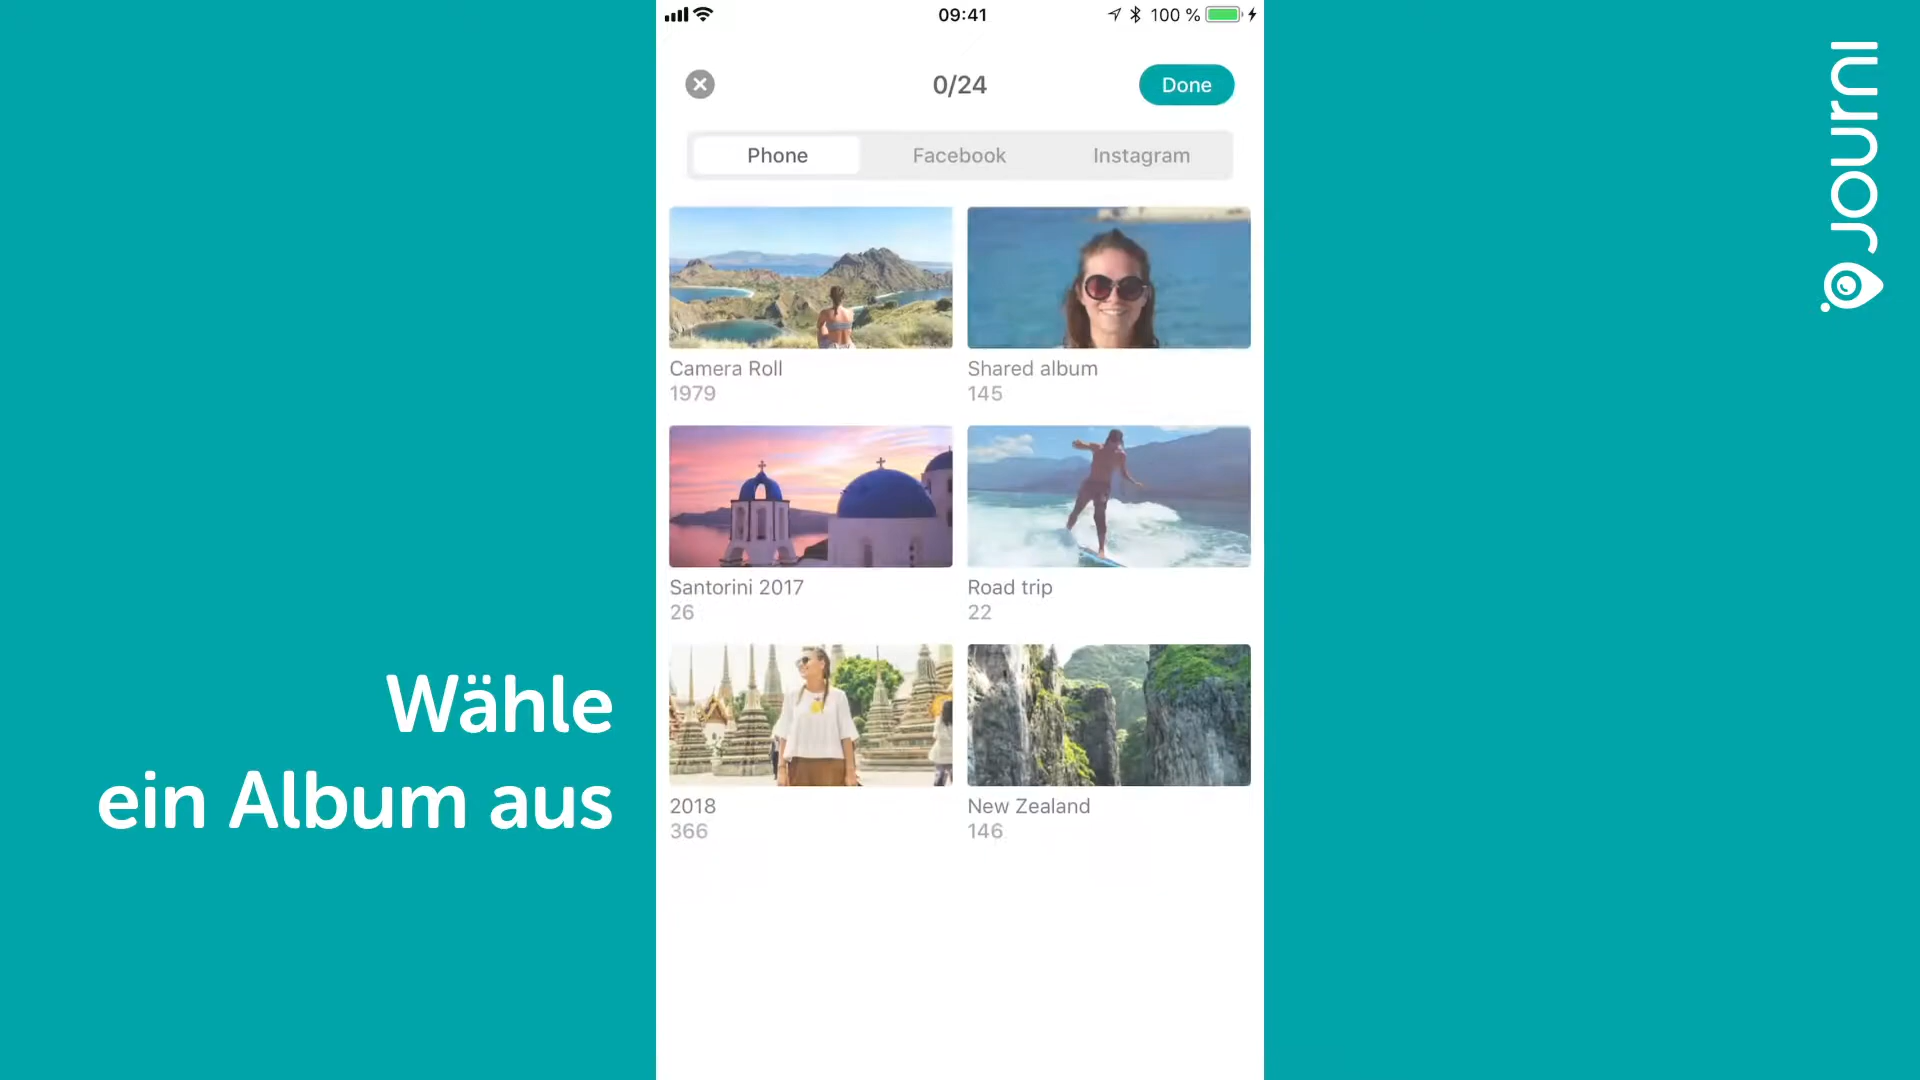 09:41
100 %
0/24
Done
Phone
Facebook
Instagram
Camera Roll
1979
Shared album
145
Santorini 2017
26
Road trip
22
2018
366
New Zealand
146
Wähle
ein Album aus
Journi